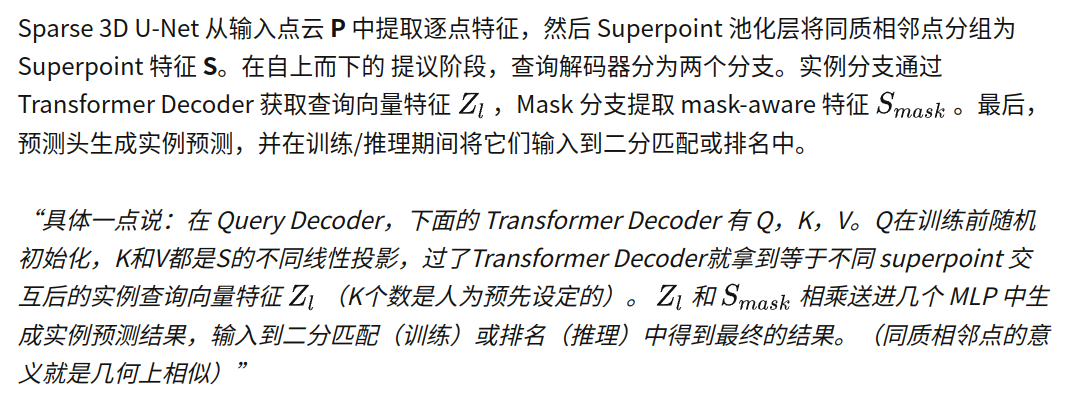 Sparse 3D U-Net 从输入点云 P 中提取逐点特征，然后 Superpoint 池化层将同质相邻点分组为
Superpoint 特征 S。在自上而下的 提议阶段，查询解码器分为两个分支。实例分支通过
Transformer Decoder 获取查询向量特征 Z_l ，Mask 分支提取 mask-aware 特征 S_{mask} 。最后，
预测头生成实例预测，并在训练/推理期间将它们输入到二分匹配或排名中。
“具体一点说：在 Query Decoder，下面的 Transformer Decoder 有 Q，K，V。Q在训练前随机
初始化，K和V都是S的不同线性投影，过了Transformer Decoder就拿到等于不同 superpoint 交
互后的实例查询向量特征 Z_l （K个数是人为预先设定的）。 Z_l 和 S_{mask} 相乘送进几个 MLP 中生
成实例预测结果，输入到二分匹配（训练）或排名（推理）中得到最终的结果。（同质相邻点的意
义就是几何上相似）”